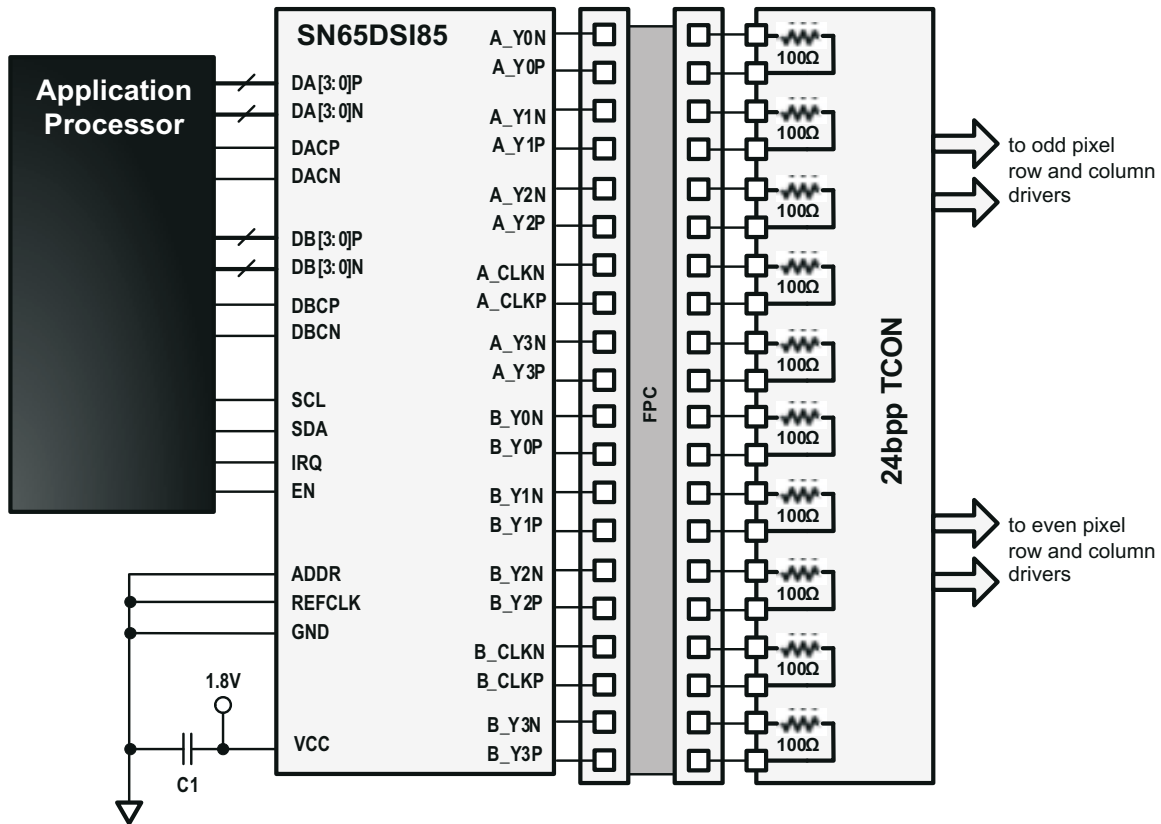 SN65DSI85
Application
Processor
DA[3:0]P
DA[3:0]N
DACP
DACN
DB[3:0]P
DB[3:0]N
DBCP
DBCN
SCL
SDA
IRQ
EN
ADDR
REFCLK
GND
1.8V
VCC
C1
A_Y0N
A_Y0P
A_Y1N
A_Y1P
A_Y2N
A_Y2P
A_CLKN
A_CLKP
A_Y3N
A_Y3P
B_Y0N
B_Y0P
B_Y1N
B_Y1P
B_Y2N
B_Y2P
B_CLKN
B_CLKP
B_Y3N
B_Y3P
FPC
100Ω
100Ω
100Ω
100Ω
100Ω
100Ω
100Ω
100Ω
100Ω
100Ω
24bpp TCON
to odd pixel
row and column
drivers
to even pixel
row and column
drivers